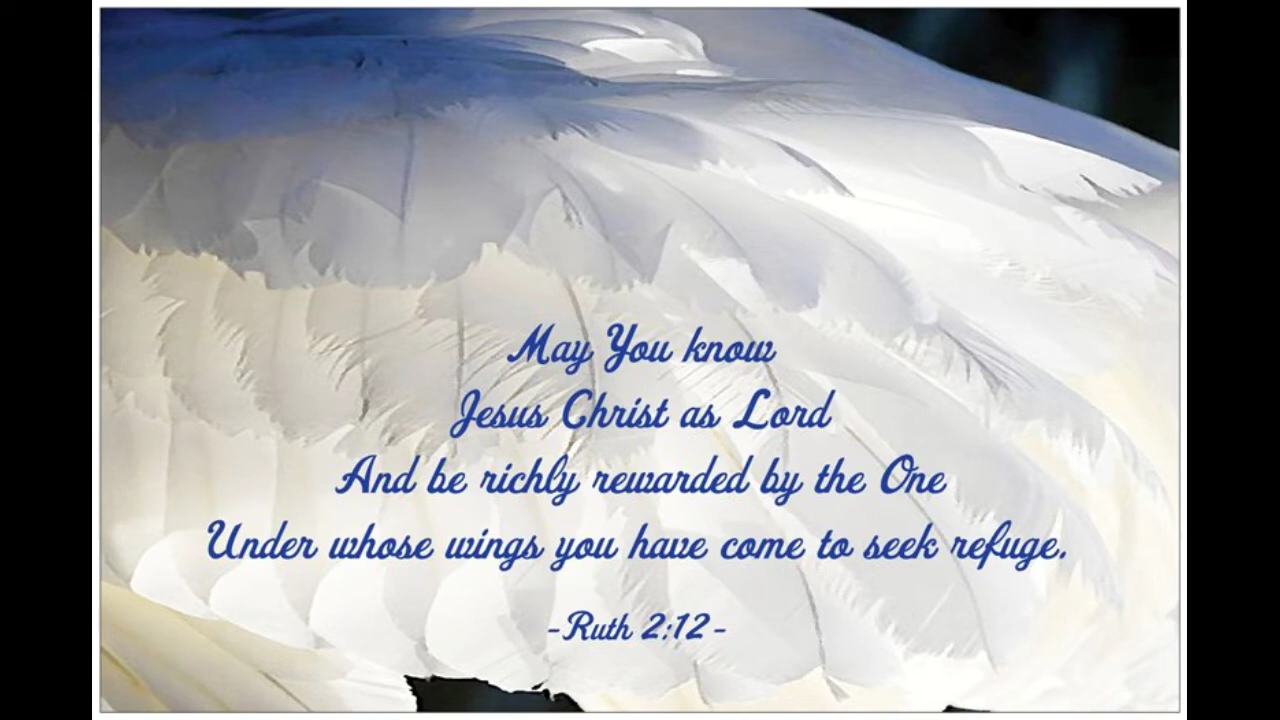 May You know
Jesus Christ as Lord
And be richly rewarded by the One
Under whose wings you have come to seek refuge.
-Ruth 2:12-